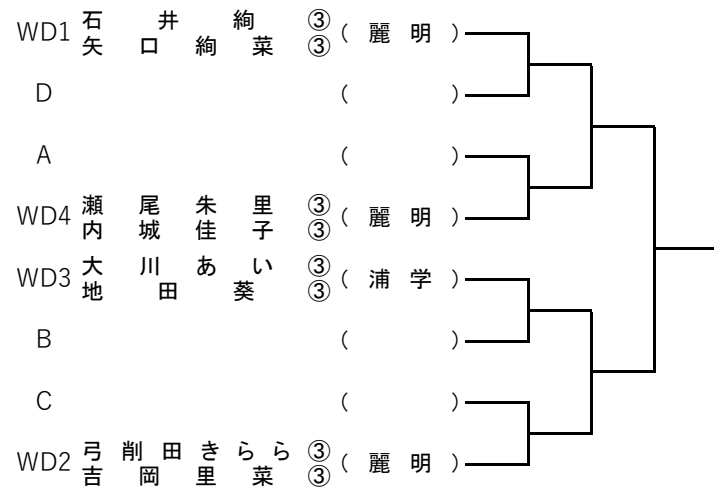 WD1 石井絢 ③ ( 麗明 )
矢口絢菜 ③
D ( )
A ( )
WD4 瀬尾朱里 ③ ( 麗明 )
内城佳子 ③
WD3 大川あい ③ ( 浦学 )
地田葵 ③
B ( )
C ( )
WD2 弓削田きらら ③ ( 麗明 )
吉岡里菜 ③